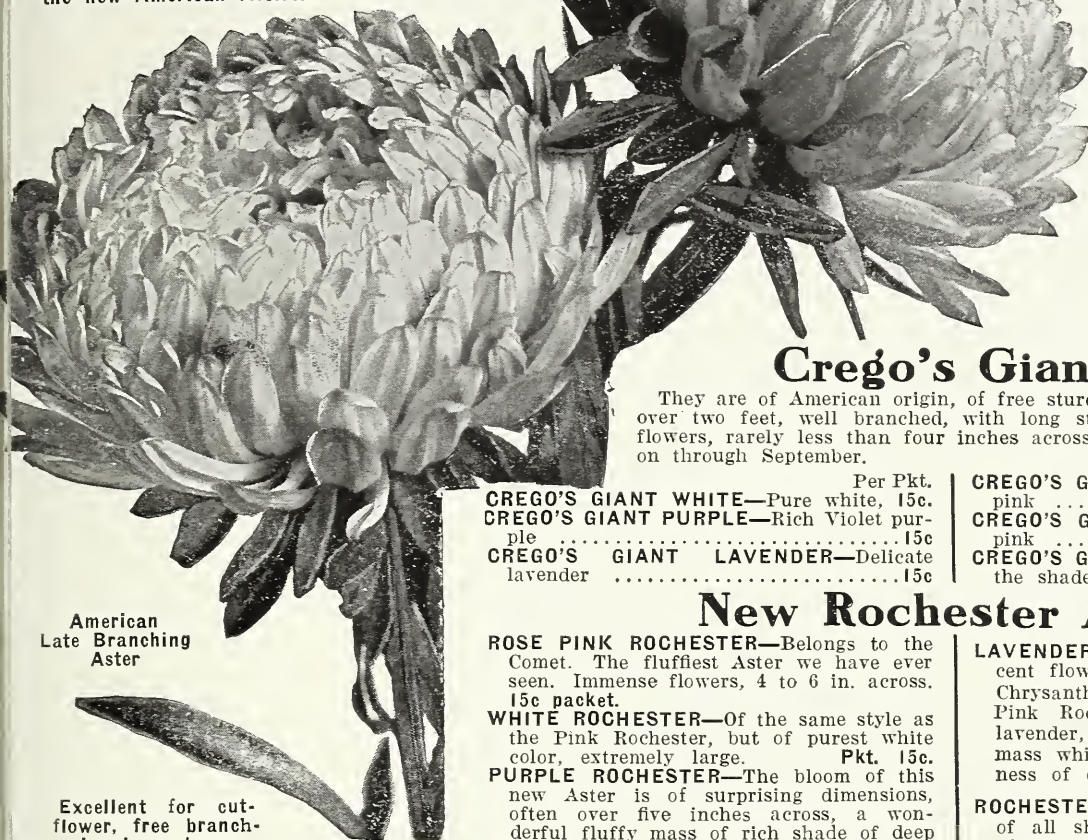 Crego's Gian
They are of American origin, of free stur
over two feet, well branched, with long st
flowers, rarely less than four inches across
on through September.
Per Pkt.
CREGO'S GIANT WHITE—Pure white, 15c.
CREGO'S GIANT PURPLE—Rich Violet pur-
ple ..............................15c
CREGO'S GIANT LAVENDER—Delicate
lavender .........................15c
CREGO'S G
pink ...
CREGO'S G
pink ...
CREGO'S G
the shade
New Rochester A
ROSE PINK ROCHESTER—Belongs to the
Comet. The fluffiest Aster we have ever
seen. Immense flowers, 4 to 6 in. across.
15c packet.
WHITE ROCHESTER—Of the same style as
the Pink Rochester, but of purest white
color, extremely large. Pkt. 15c.
PURPLE ROCHESTER—The bloom of this
new Aster is of surprising dimensions,
often over five inches across, a won-
derful fluffy mass of rich shade of deep
LAVENDER
cent flow
Chrysanth
Pink Roc
lavender,
mass whi
ness of
ROCHESTE
of all sh
American
Late Branching
Aster
Excellent for cut-
flower, free branch-